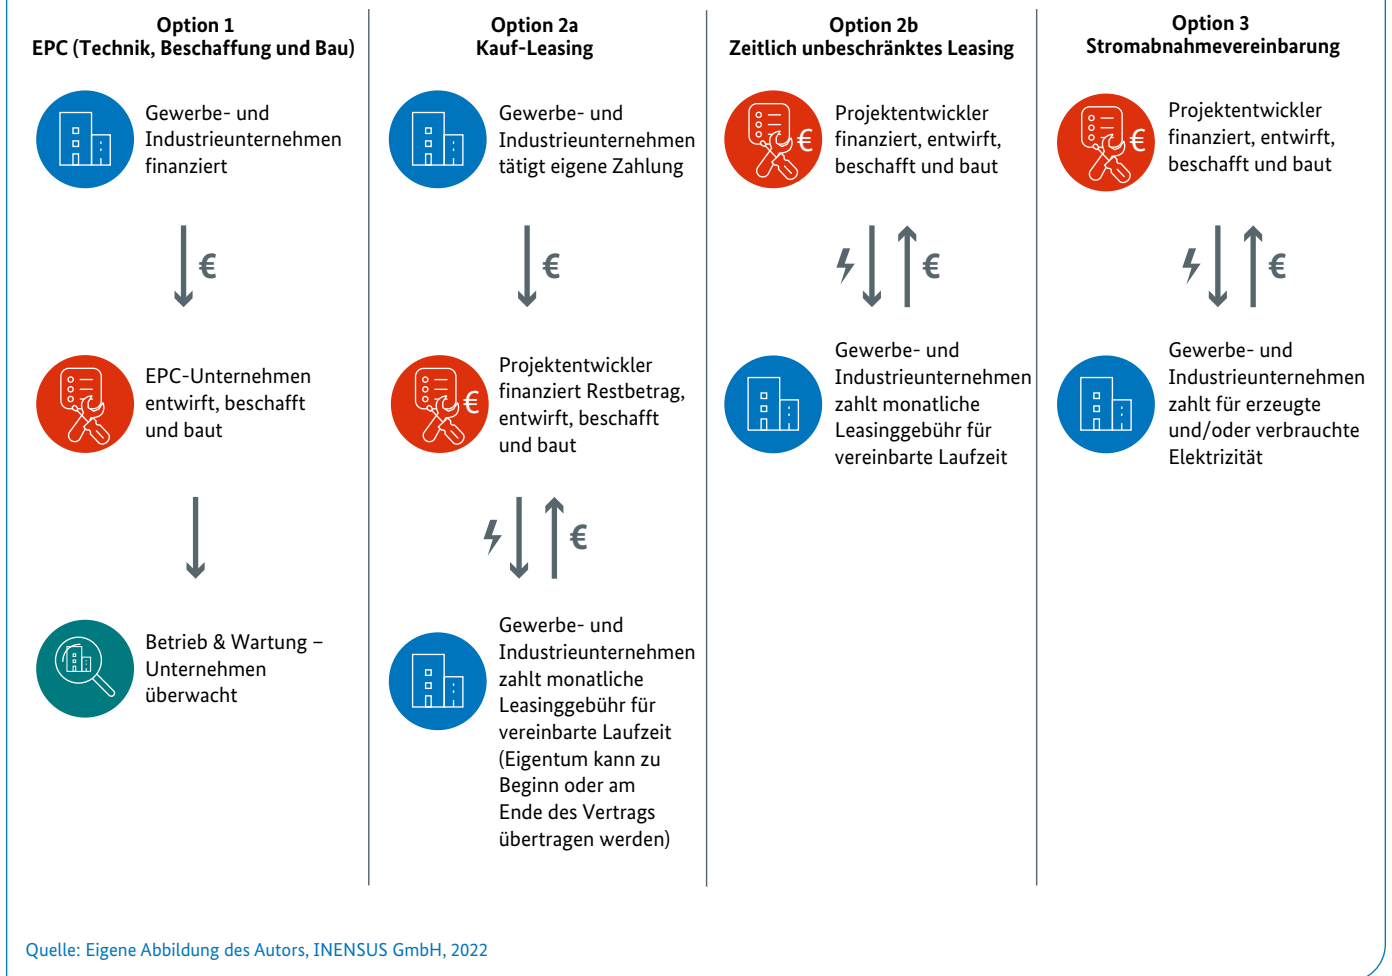 Option 1
EPC (Technik, Beschaffung und Bau)
Gewerbe- und
Industrieunternehmen
finanziert
€
EPC-Unternehmen
entwirft, beschafft
und baut
Betrieb & Wartung –
Unternehmen
überwacht
Option 2a
Kauf-Leasing
Gewerbe- und
Industrieunternehmen
tätigt eigene Zahlung
€
€
Projektentwickler
finanziert Restbetrag,
entwirft, beschafft
und baut
€
Gewerbe- und
Industrieunternehmen
zahlt monatliche
Leasinggebühr für
vereinbarte Laufzeit
(Eigentum kann zu
Beginn oder am
Ende des Vertrags
übertragen werden)
Option 2b
Zeitlich unbeschränktes Leasing
€
Projektentwickler
finanziert, entwirft,
beschafft und baut
€
Gewerbe- und
Industrieunternehmen
zahlt monatliche
Leasinggebühr für
vereinbarte Laufzeit
Option 3
Stromabnahmevereinbarung
€
Projektentwickler
finanziert, entwirft,
beschafft und baut
€
Gewerbe- und
Industrieunternehmen
zahlt für erzeugte
und/oder verbrauchte
Elektrizität
Quelle: Eigene Abbildung des Autors, INENSUS GmbH, 2022